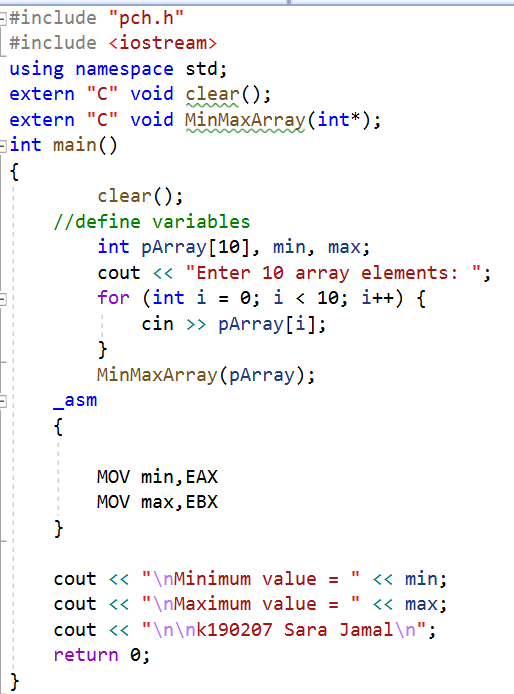 #include "pch.h"
#include <iostream>
using namespace std;
extern "C" void clear();
extern "C" void MinMaxArray(int*);
int main()
{
clear();
//define variables
int pArray[10], min, max;
cout << "Enter 10 array elements: ";
for (int i = 0; i < 10; i++) {
cin >> pArray[i];
}
MinMaxArray(pArray);
_asm
{
MOV min,EAX
MOV max,EBX
}
cout << "\nMinimum value = " << min;
cout << "\nMaximum value = " << max;
cout << "\n\nk190207 Sara Jamal\n";
return 0;
}